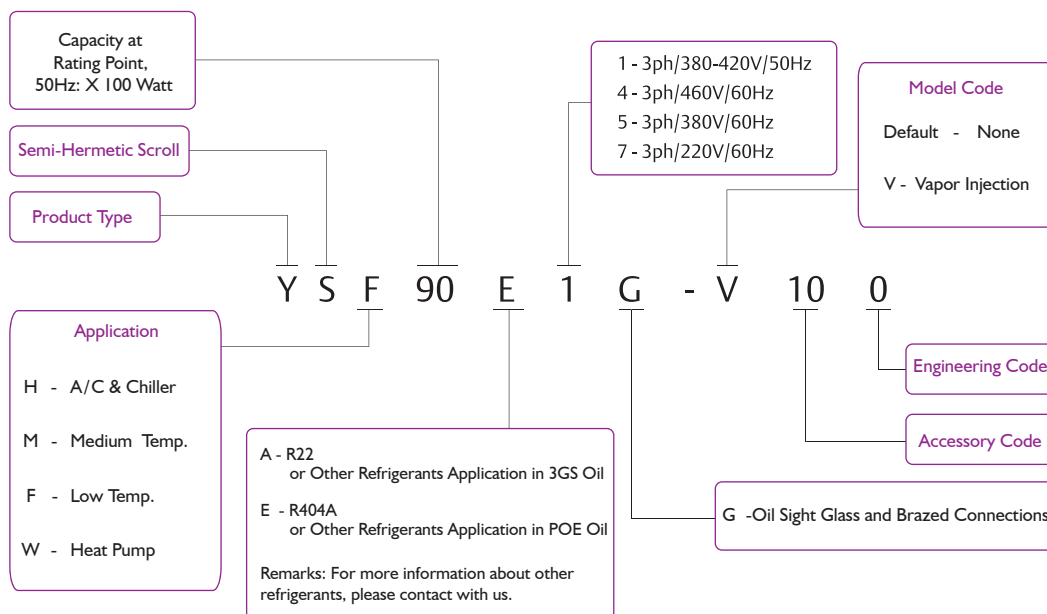 Capacity at
Rating Point,
50Hz: X 100 Watt
Semi-Hermetic Scroll
Product Type
1 - 3ph/380-420V/50Hz
4 - 3ph/460V/60Hz
5 - 3ph/380V/60Hz
7 - 3ph/220V/60Hz
Model Code
Default - None
V - Vapor Injection
Y S F 90 E 1 G - V 10 0
Application
H - A/C & Chiller
M - Medium Temp.
F - Low Temp.
W - Heat Pump
A - R22
or Other Refrigerants Application in 3GS Oil
E - R404A
or Other Refrigerants Application in POE Oil
Remarks: For more information about other
refrigerants, please contact with us.
Engineering Code
Accessory Code
G -Oil Sight Glass and Brazed Connections